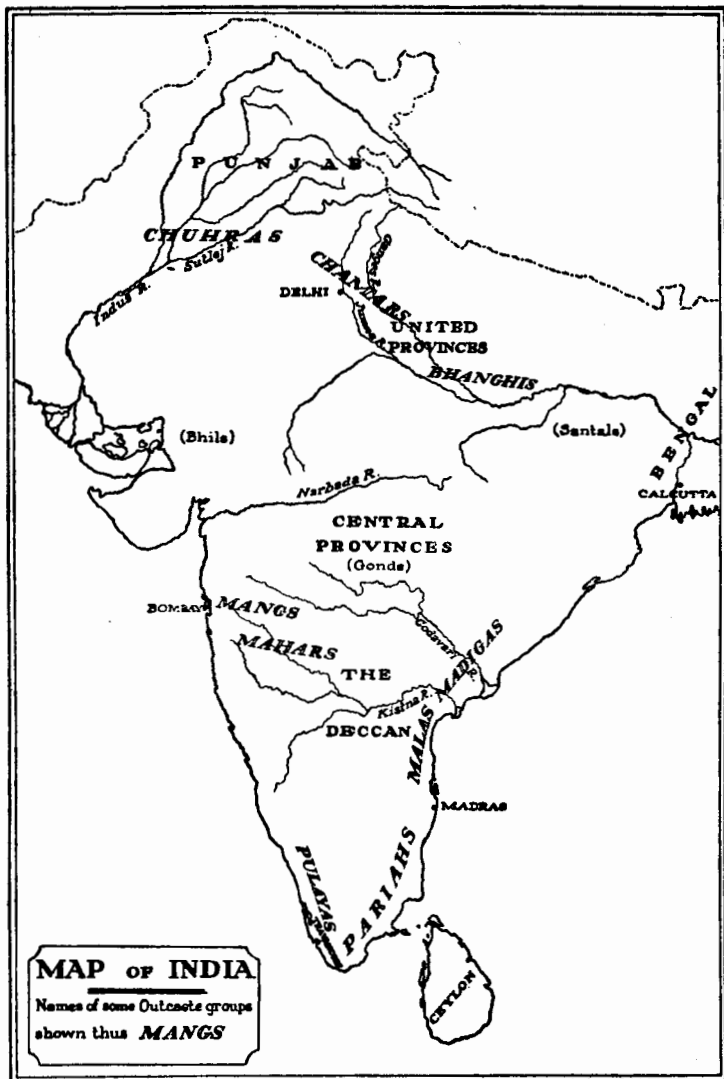 PUNJAB
CHUHRAS
Sutlej R.
Indus R.
CHAMARS
Ganges R.
DELHI
Jumna R.
UNITED
PROVINCES
BHANGHIS
(Bhils)
(Santals)
BENGAL
CALCUTTA
Narbada R.
CENTRAL
PROVINCES
(Gonds)
BOMBAY
MANGS
MAHARS
Godavari R.
MADIGAS
THE
Kistna R.
DECCAN
MALAS
MADRAS
PULAYAS
PARIAHS
CEYLON
MAP OF INDIA
Names of some Outcaste groups
shown thus MANGS